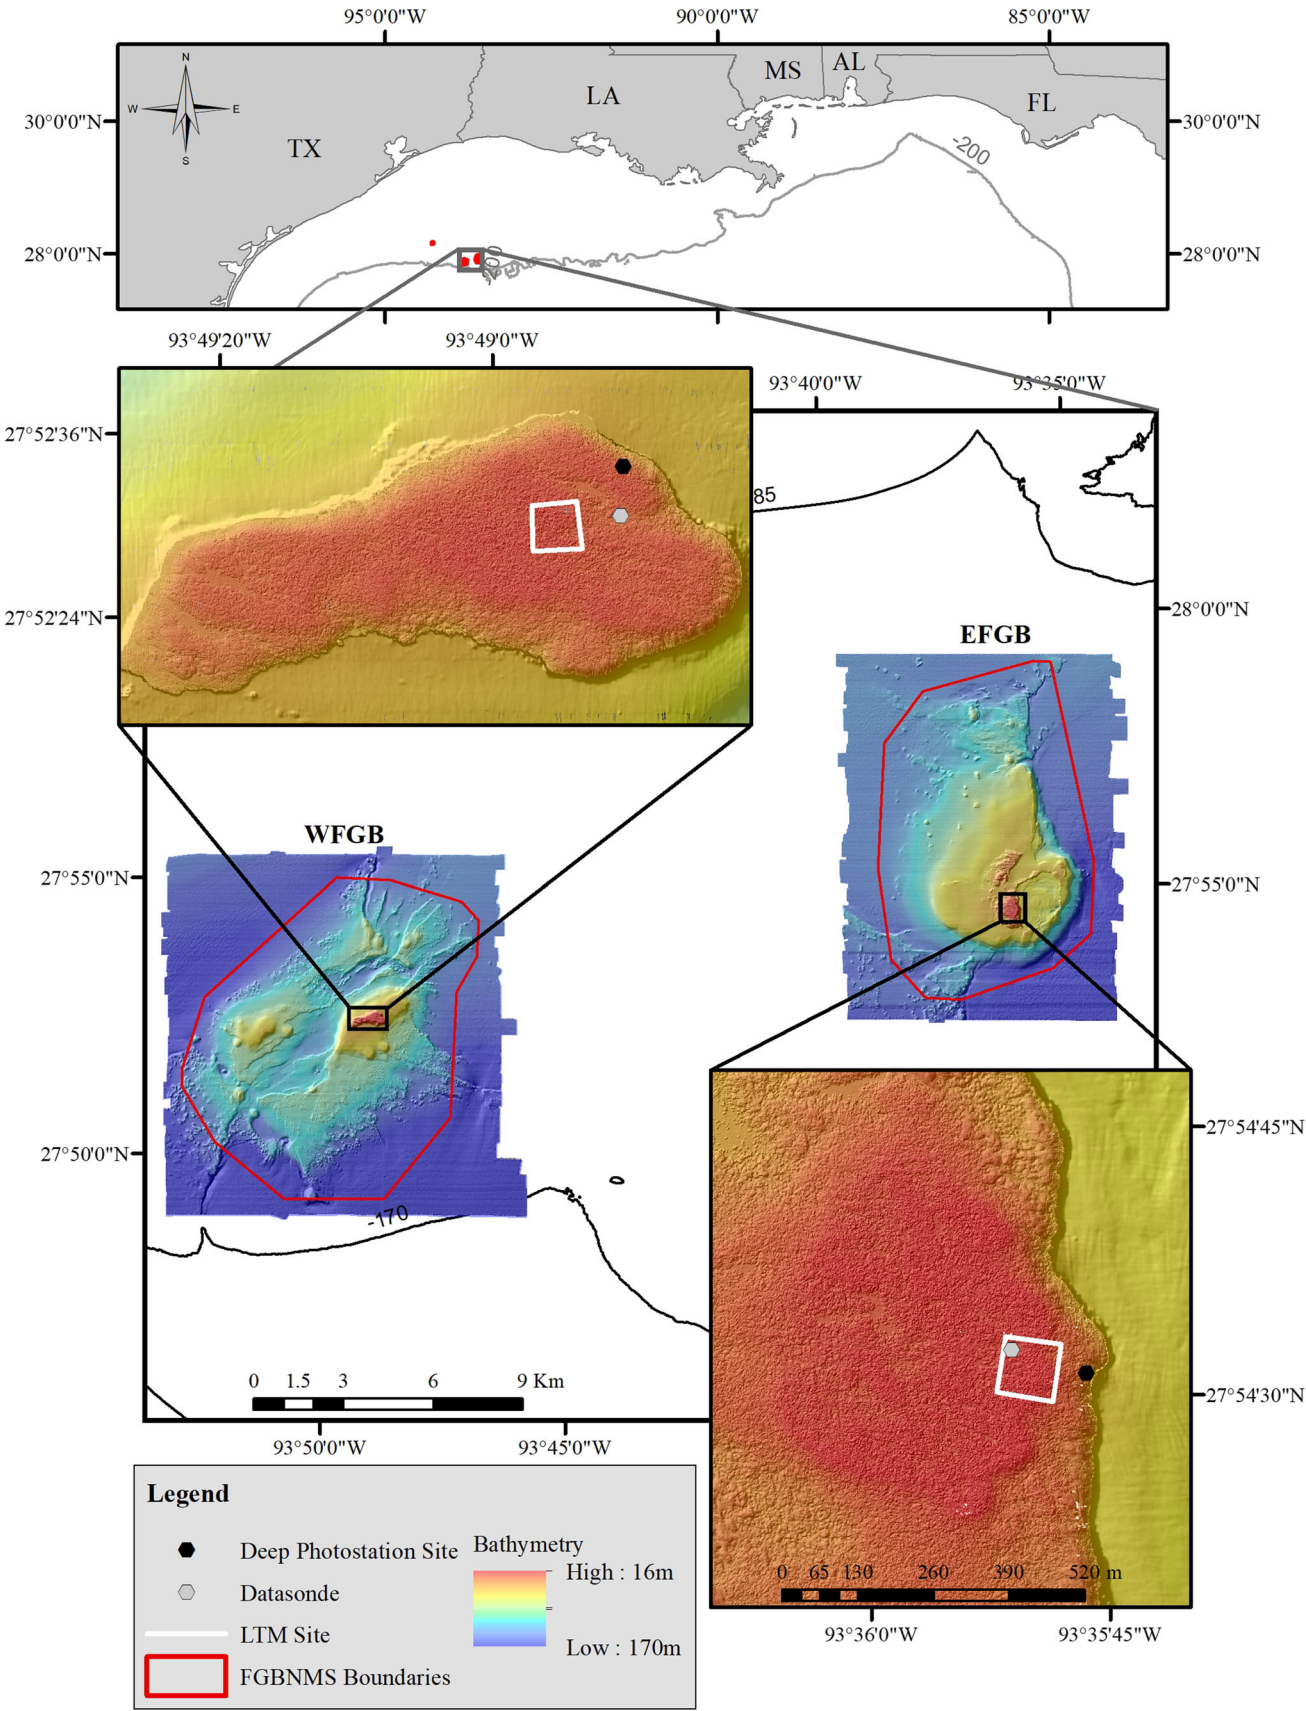 95°0'0"W
90°0'0"W
85°0'0"W
N
W
E
S
TX
LA
MS
AL
FL
30°0'0"N
30°0'0"N
-200
28°0'0"N
28°0'0"N
93°49'20"W
93°49'0"W
93°40'0"W
93°35'0"W
27°52'36"N
27°52'24"N
85
28°0'0"N
EFGB
WFGB
27°55'0"N
27°55'0"N
27°50'0"N
-170
27°54'45"N
27°54'30"N
0 1.5 3 6 9 Km
93°50'0"W
93°45'0"W
0 65 130 260 390 520 m
93°36'0"W
93°35'45"W
Legend
Deep Photostation Site
Datasonde
LTM Site
FGBNMS Boundaries
Bathymetry
High : 16m
Low : 170m